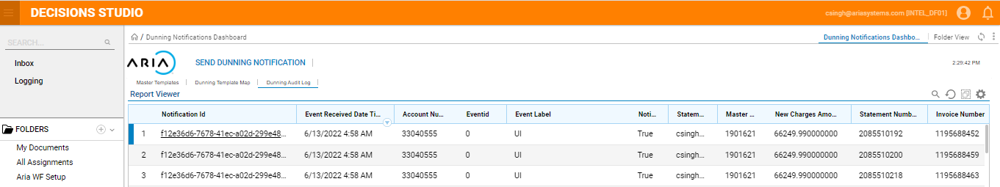 DECISIONS STUDIO
csingh@ariasystems.com [INTEL_DF01]
SEARCH...
Inbox
Logging
FOLDERS
My Documents
All Assignments
Aria WF Setup
/ Dunning Notifications Dashboard
Dunning Notifications Dashbo...
Folder View
ARIA
SEND DUNNING NOTIFICATION
2:29:42 PM
Master Templates
Dunning Template Map
Dunning Audit Log
Report Viewer
Notification Id Event Received Date Ti... Account Nu... Eventid Event Label Noti... Statem... Master ... New Charges Amo... Statement Numb... Invoice Number
1 f12e36d6-7678-41ec-a02d-299e48... 6/13/2022 4:58 AM 33040555 0 UI True csingh... 1901621 66249.990000000 2085510192 1195688452
2 f12e36d6-7678-41ec-a02d-299e48... 6/13/2022 4:58 AM 33040555 0 UI True csingh... 1901621 66249.990000000 2085510200 1195688459
3 f12e36d6-7678-41ec-a02d-299e48... 6/13/2022 4:58 AM 33040555 0 UI True csingh... 1901621 66249.990000000 2085510218 1195688463